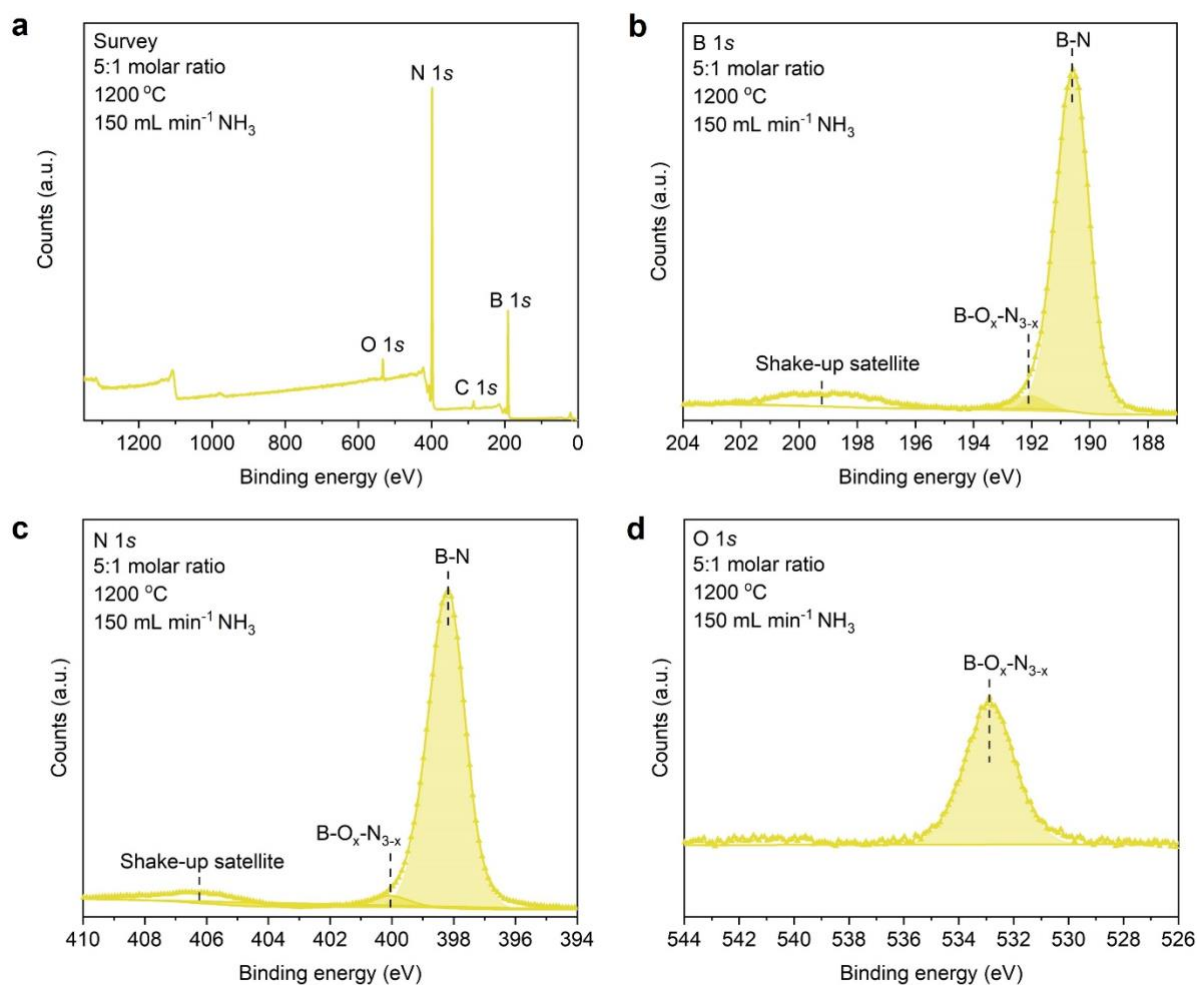 a
Survey
5:1 molar ratio
1200 °C
150 mL min⁻¹ NH₃
N 1s
B 1s
O 1s
C 1s
Counts (a.u.)
1200 1000 800 600 400 200 0
Binding energy (eV)
b
B 1s
5:1 molar ratio
1200 °C
150 mL min⁻¹ NH₃
B-N
B-Oₓ-N₃₋ₓ
Shake-up satellite
Counts (a.u.)
204 202 200 198 196 194 192 190 188
Binding energy (eV)
c
N 1s
5:1 molar ratio
1200 °C
150 mL min⁻¹ NH₃
B-N
B-Oₓ-N₃₋ₓ
Shake-up satellite
Counts (a.u.)
410 408 406 404 402 400 398 396 394
Binding energy (eV)
d
O 1s
5:1 molar ratio
1200 °C
150 mL min⁻¹ NH₃
B-Oₓ-N₃₋ₓ
Counts (a.u.)
544 542 540 538 536 534 532 530 528 526
Binding energy (eV)